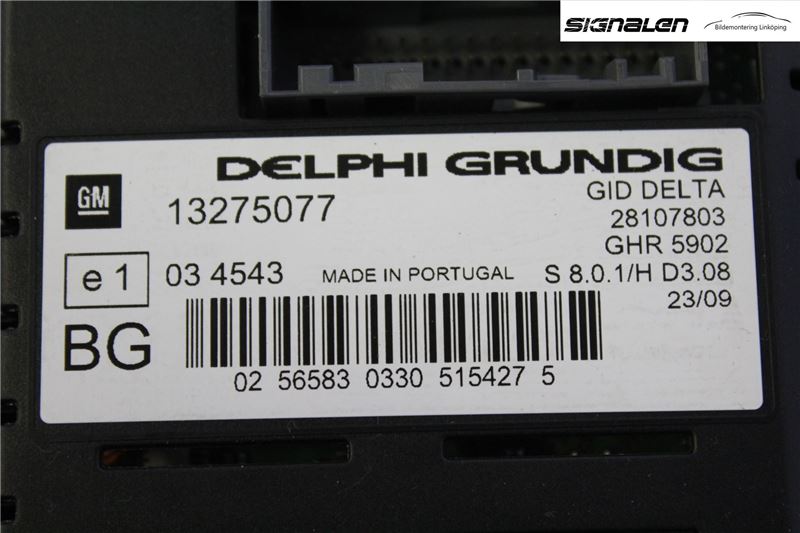 SIGNALEN
Bildemontering Linköping
DELPHI GRUNDIG
GM
13275077
GID DELTA
28107803
GHR 5902
e1
03 4543
MADE IN PORTUGAL
S 8.0.1/H D3.08
23/09
BG
02 56583 0330 515427 5